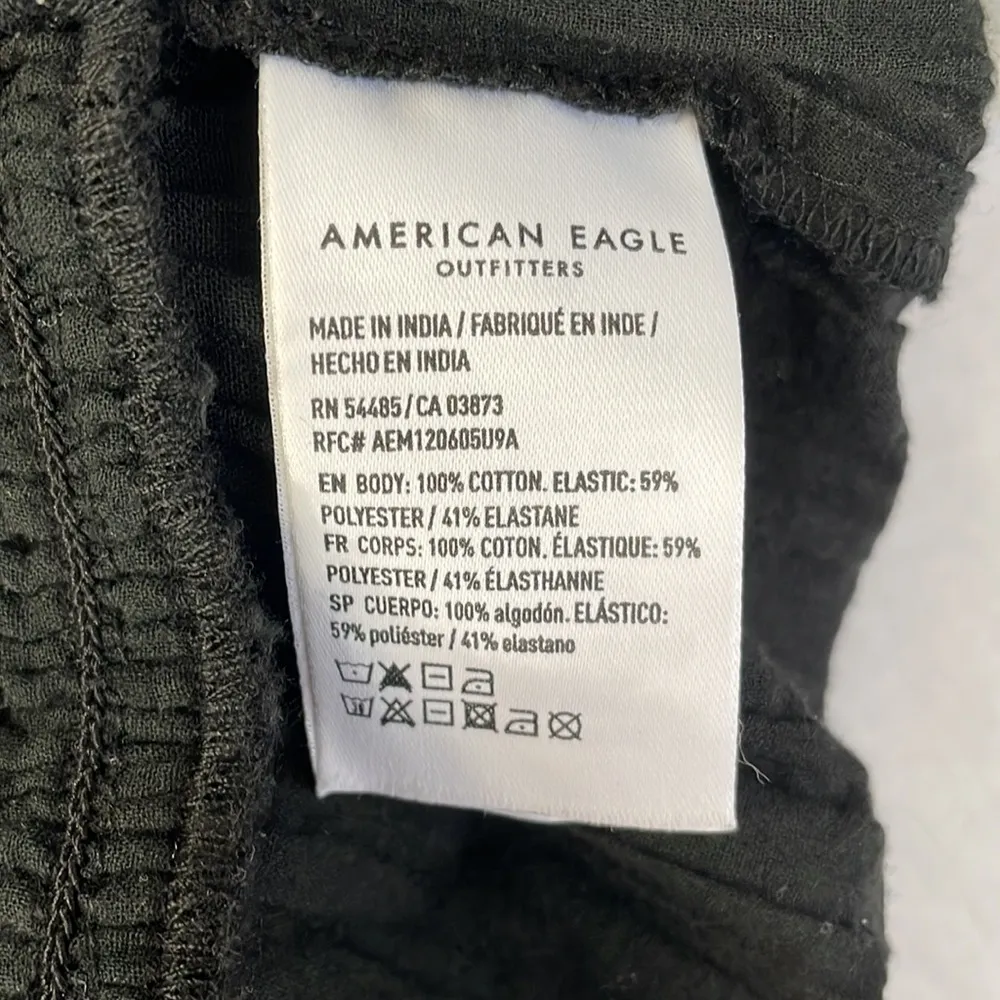 AMERICAN EAGLE
OUTFITTERS
MADE IN INDIA / FABRIQUÉ EN INDE /
HECHO EN INDIA
RN 54485 / CA 03873
RFC# AEM120605U9A
EN BODY: 100% COTTON. ELASTIC: 59%
POLYESTER / 41% ELASTANE
FR CORPS: 100% COTON. ÉLASTIQUE: 59%
POLYESTER / 41% ÉLASTHANNE
SP CUERPO: 100% algodón. ELÁSTICO:
59% poliéster / 41% elastano